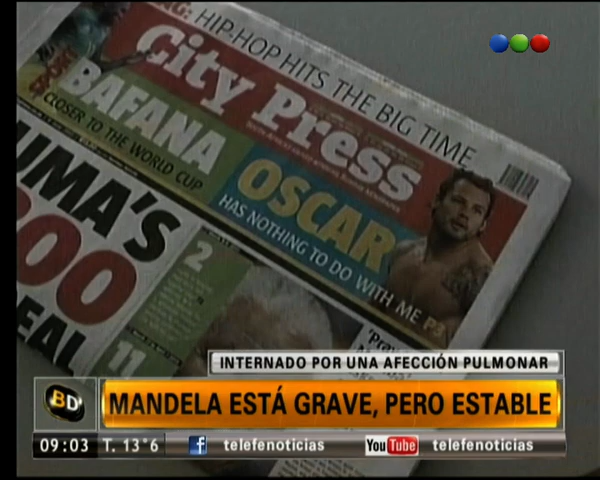 HIP-HOP HITS THE BIG TIME
City Press
SPORT
BAFANA
CLOSER TO THE WORLD CUP
OSCAR
HAS NOTHING TO DO WITH ME P3
UMA'S
00
EAL
2
11
'Pray
INTERNADO POR UNA AFECCIÓN PULMONAR
BD
MANDELA ESTÁ GRAVE, PERO ESTABLE
09:03 T. 13°6 f telefenoticias YouTube telefenoticias